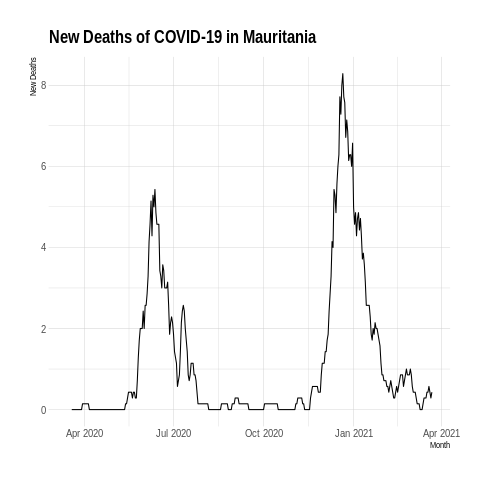 New Deaths of COVID-19 in Mauritania
New Deaths
8
6
4
2
0
Apr 2020
Jul 2020
Oct 2020
Jan 2021
Apr 2021
Month